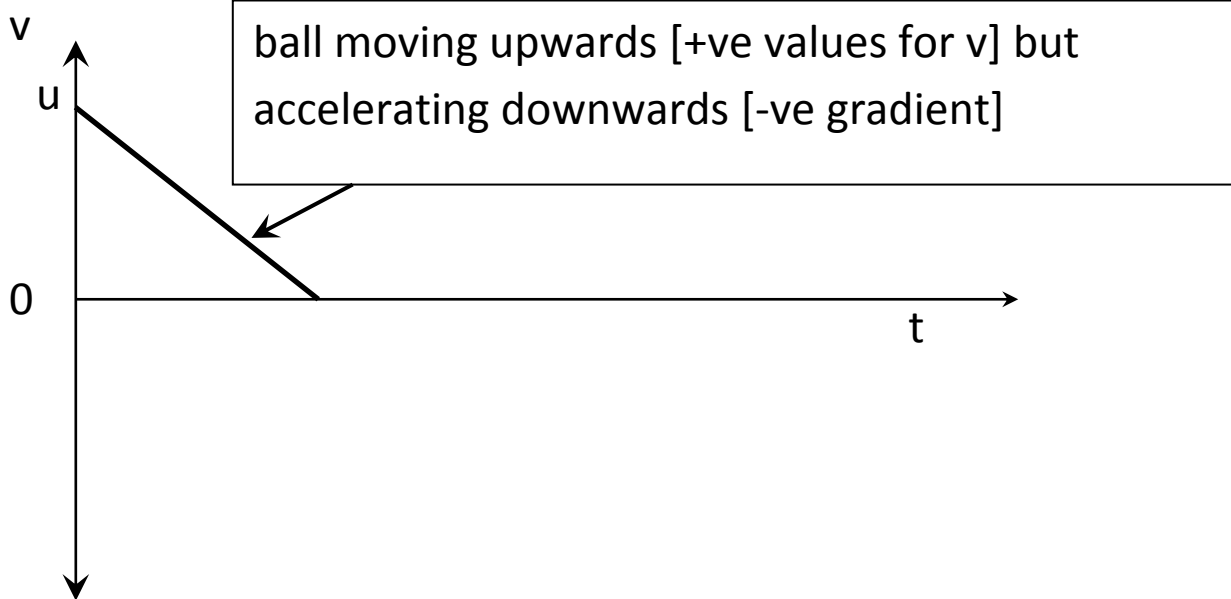 v
ball moving upwards [+ve values for v] but
accelerating downwards [-ve gradient]
u
0
t